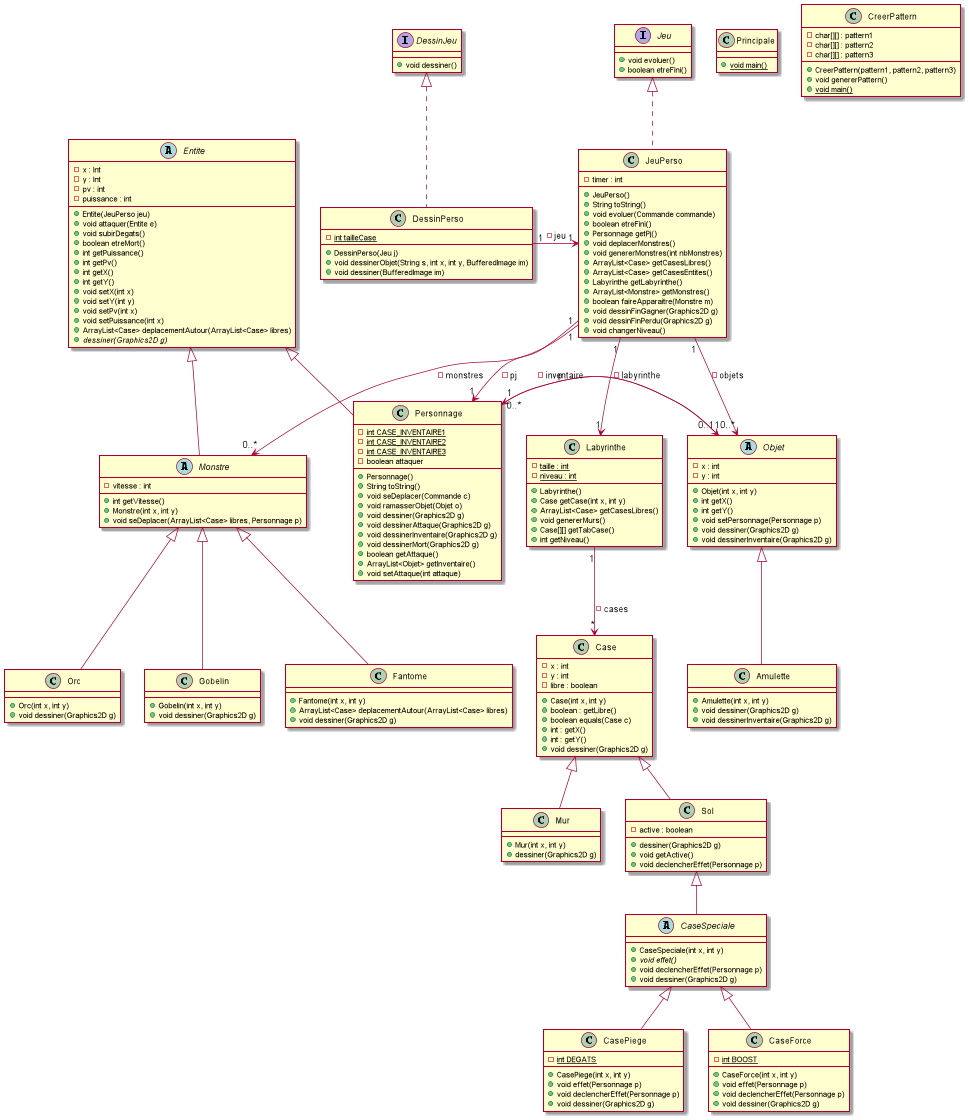 DessinJeu
void dessiner()
Jeu
void evoluer()
boolean etreFini()
Principale
void main()
CreerPattern
char[][] : pattern1
char[][] : pattern2
char[][] : pattern3
CreerPattern(pattern1, pattern2, pattern3)
void genererPattern()
void main()
Entite
x : Int
y : Int
pv : int
puissance : int
Entite(JeuPerso jeu)
void attaquer(Entite e)
void subirDegats()
boolean etreMort()
int getPuissance()
int getPv()
int getX()
int getY()
void setX(int x)
void setY(int y)
void setPv(int x)
void setPuissance(int x)
ArrayList<Case> deplacementAutour(ArrayList<Case> libres)
dessiner(Graphics2D g)
DessinPerso
int tailleCase
DessinPerso(Jeu j)
void dessinerObjet(String s, int x, int y, BufferedImage im)
void dessiner(BufferedImage im)
1
jeu
1
JeuPerso
timer : int
JeuPerso()
String toString()
void evoluer(Commande commande)
boolean etreFini()
Personnage getPj()
void deplacerMonstres()
void genererMonstres(int nbMonstres)
ArrayList<Case> getCasesLibres()
ArrayList<Case> getCasesEntites()
Labyrinthe getLabyrinthe()
ArrayList<Monstre> getMonstres()
boolean faireApparaitre(Monstre m)
void dessinFinGagner(Graphics2D g)
void dessinFinPerdu(Graphics2D g)
void changerNiveau()
1
1
1
1
monstres
pj
inventaire
labyrinthe
objets
0..*
1
1
0..*
1
0..1
1
0..*
Personnage
int CASE_INVENTAIRE1
int CASE_INVENTAIRE2
int CASE_INVENTAIRE3
boolean attaquer
Personnage()
String toString()
void seDeplacer(Commande c)
void ramasserObjet(Objet o)
void dessiner(Graphics2D g)
void dessinerAttaque(Graphics2D g)
void dessinerInventaire(Graphics2D g)
void dessinerMort(Graphics2D g)
boolean getAttaque()
ArrayList<Objet> getInventaire()
void setAttaque(int attaque)
Monstre
vitesse : int
int getVitesse()
Monstre(int x, int y)
void seDeplacer(ArrayList<Case> libres, Personnage p)
Labyrinthe
taille : int
niveau : int
Labyrinthe()
Case getCase(int x, int y)
ArrayList<Case> getCasesLibres()
void genererMurs()
Case[][] getTabCase()
int getNiveau()
Objet
x : int
y : int
Objet(int x, int y)
int getX()
int getY()
void setPersonnage(Personnage p)
void dessiner(Graphics2D g)
void dessinerInventaire(Graphics2D g)
1
cases
*
Orc
Orc(int x, int y)
void dessiner(Graphics2D g)
Gobelin
Gobelin(int x, int y)
void dessiner(Graphics2D g)
Fantome
Fantome(int x, int y)
ArrayList<Case> deplacementAutour(ArrayList<Case> libres)
void dessiner(Graphics2D g)
Case
x : int
y : int
libre : boolean
Case(int x, int y)
boolean : getLibre()
boolean equals(Case c)
int : getX()
int : getY()
void dessiner(Graphics2D g)
Amulette
Amulette(int x, int y)
void dessiner(Graphics2D g)
void dessinerInventaire(Graphics2D g)
Mur
Mur(int x, int y)
dessiner(Graphics2D g)
Sol
active : boolean
dessiner(Graphics2D g)
void getActive()
void declencherEffet(Personnage p)
CaseSpeciale
CaseSpeciale(int x, int y)
void effet()
void declencherEffet(Personnage p)
void dessiner(Graphics2D g)
CasePiege
int DEGATS
CasePiege(int x, int y)
void effet(Personnage p)
void declencherEffet(Personnage p)
void dessiner(Graphics2D g)
CaseForce
int BOOST
CaseForce(int x, int y)
void effet(Personnage p)
void declencherEffet(Personnage p)
void dessiner(Graphics2D g)